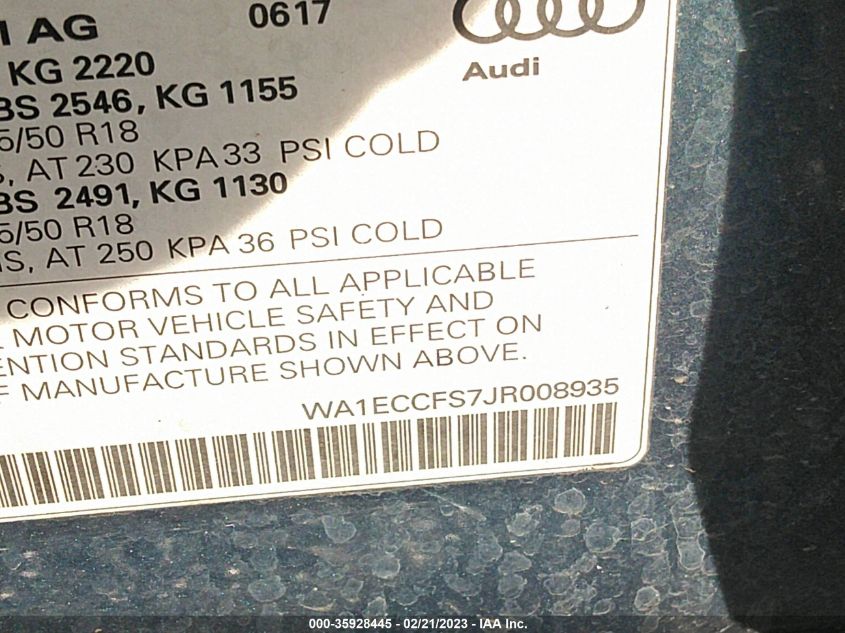 I AG 0617
Audi
KG 2220
BS 2546, KG 1155
5/50 R18
S, AT 230 KPA 33 PSI COLD
BS 2491, KG 1130
5/50 R18
NS, AT 250 KPA 36 PSI COLD
CONFORMS TO ALL APPLICABLE
L MOTOR VEHICLE SAFETY AND
ENTION STANDARDS IN EFFECT ON
F MANUFACTURE SHOWN ABOVE.
WA1ECCFS7JR008935
000-35928445 - 02/21/2023 - IAA Inc.